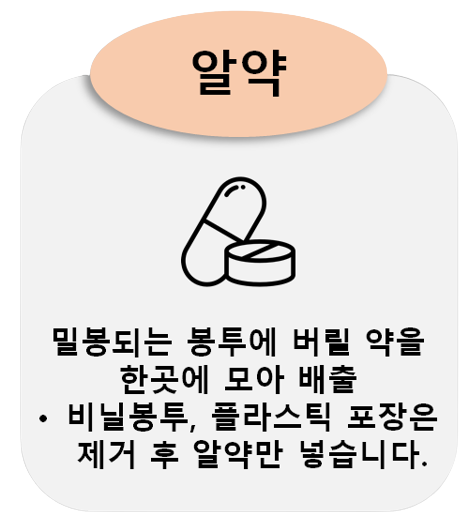 알약
밀봉되는 봉투에 버릴 약을
한곳에 모아 배출
• 비닐봉투, 플라스틱 포장은
제거 후 알약만 넣습니다.